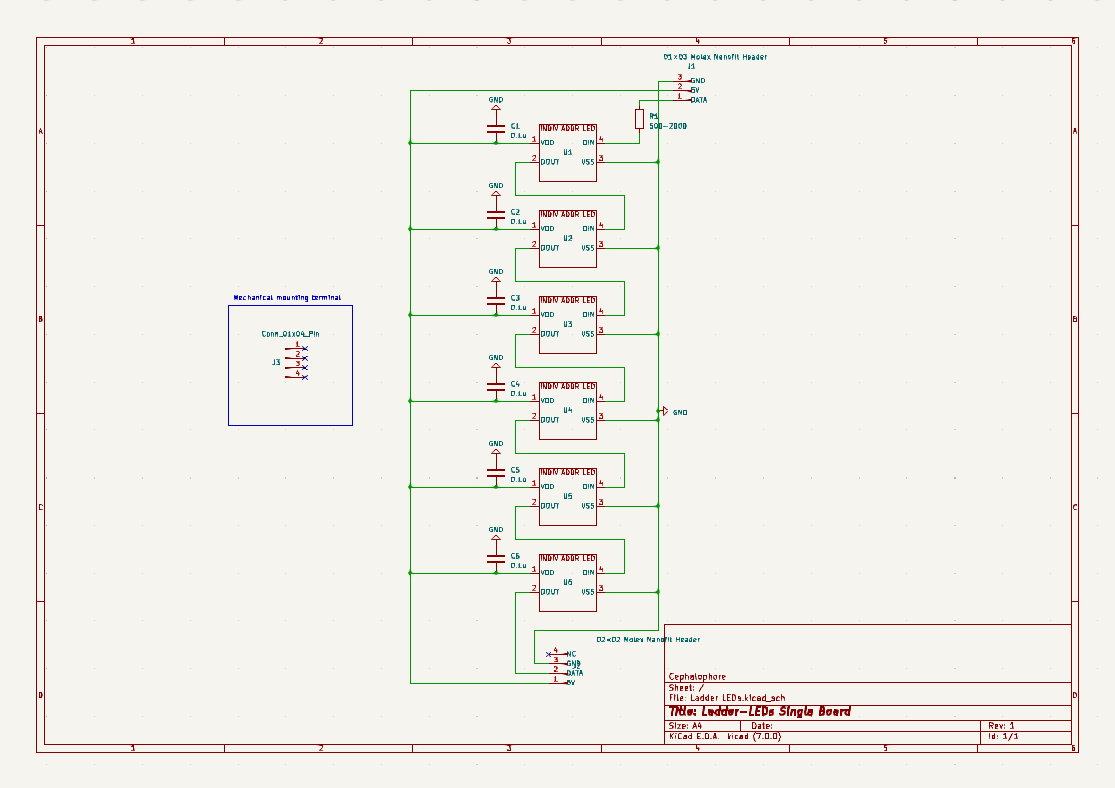 1 2 3 4 5 6
01x03 Molex Nanofit Header
J1
3 GND
2 5V
1 DATA
GND
C1
0.1u
R1
500-2000
A
A
INDIV ADDR LED
1 VDD DIN 4
U1
2 DOUT VSS 3
GND
C2
0.1u
INDIV ADDR LED
1 VDD DIN 4
U2
2 DOUT VSS 3
GND
C3
0.1u
INDIV ADDR LED
1 VDD DIN 4
U3
2 DOUT VSS 3
Mechanical mounting terminal
Conn_01x04_Pin
J3
1
2
3
4
B
B
GND
C4
0.1u
INDIV ADDR LED
1 VDD DIN 4
U4
2 DOUT VSS 3
GND
GND
C5
0.1u
INDIV ADDR LED
1 VDD DIN 4
U5
2 DOUT VSS 3
C
C
GND
C6
0.1u
INDIV ADDR LED
1 VDD DIN 4
U6
2 DOUT VSS 3
02x02 Molex Nanofit Header
4 NC
3 GND
2 DATA
1 5V
D
D
Cephalophore
Sheet: /
File: Ladder LEDs.kicad_sch
Title: Ladder-LEDs Single Board
Size: A4 Date: Rev: 1
KiCad E.D.A. kicad (7.0.0) Id: 1/1
1 2 3 4 5 6